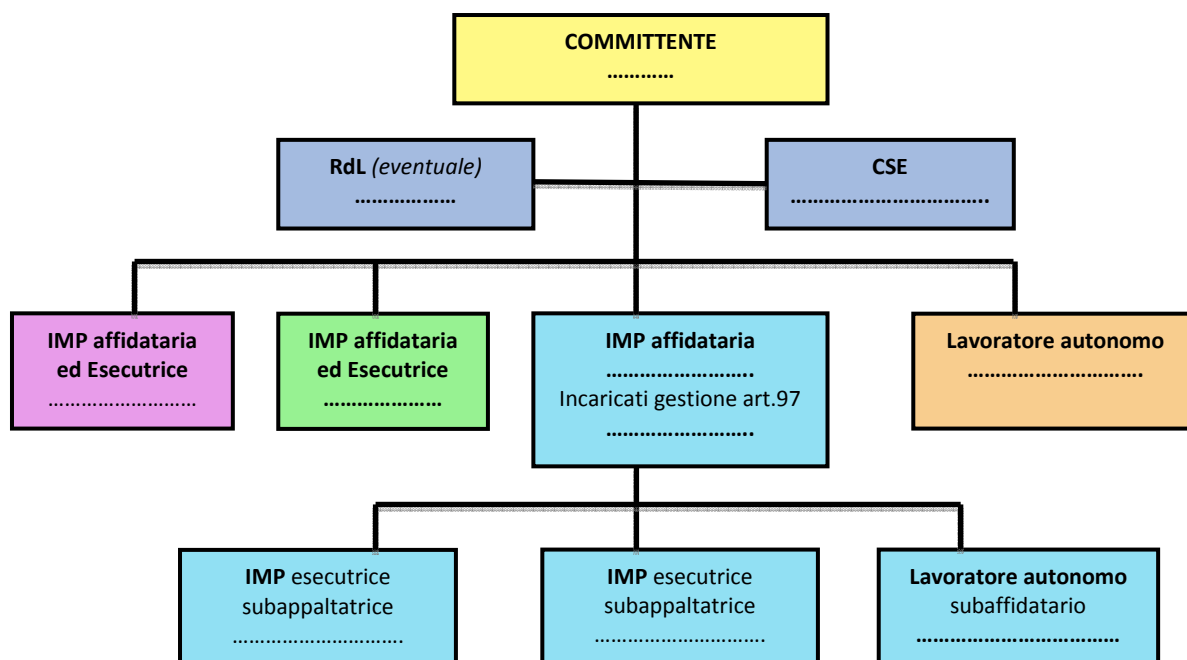 COMMITTENTE
…………
RdL (eventuale)
………………
CSE
……………………………..
IMP affidataria
ed Esecutrice
………………………
IMP affidataria
ed Esecutrice
…………………
IMP affidataria
……………………..
Incaricati gestione art.97
……………………..
Lavoratore autonomo
……………………….
IMP esecutrice
subappaltatrice
………………………….
IMP esecutrice
subappaltatrice
………………………….
Lavoratore autonomo
subaffidatario
……………………………